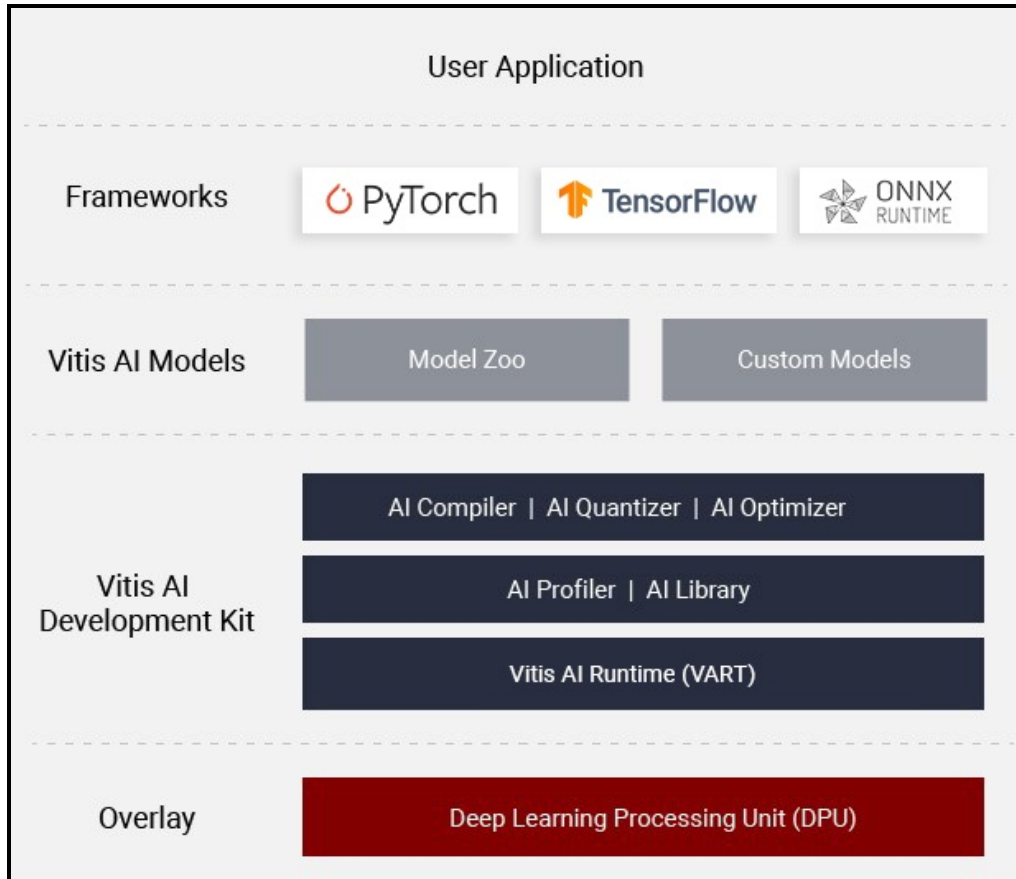 User Application
Frameworks
PyTorch
TensorFlow
ONNX
RUNTIME
Vitis AI Models
Model Zoo
Custom Models
Vitis AI
Development Kit
AI Compiler | AI Quantizer | AI Optimizer
AI Profiler | AI Library
Vitis AI Runtime (VART)
Overlay
Deep Learning Processing Unit (DPU)